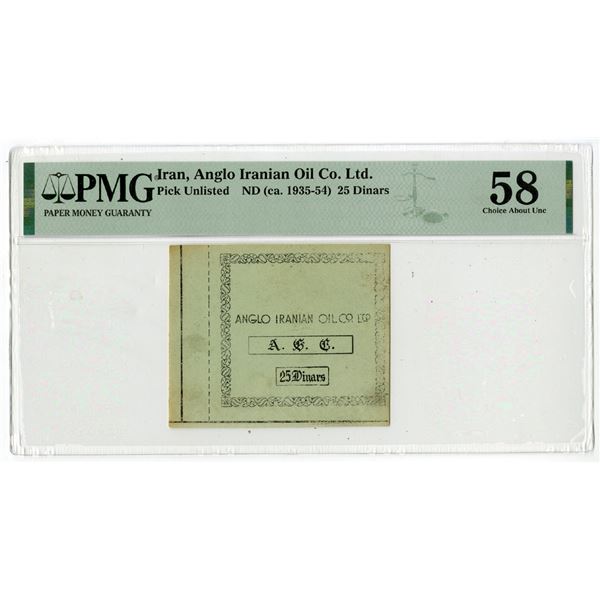 PMG
PAPER MONEY GUARANTY
Iran, Anglo Iranian Oil Co. Ltd.
Pick Unlisted ND (ca. 1935-54) 25 Dinars
58
Choice About Unc
ANGLO IRANIAN OIL CO. LTD
A. G. C.
25 Dinars